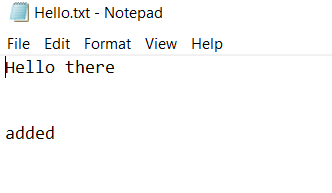 Hello.txt - Notepad
File Edit Format View Help
Hello there
added